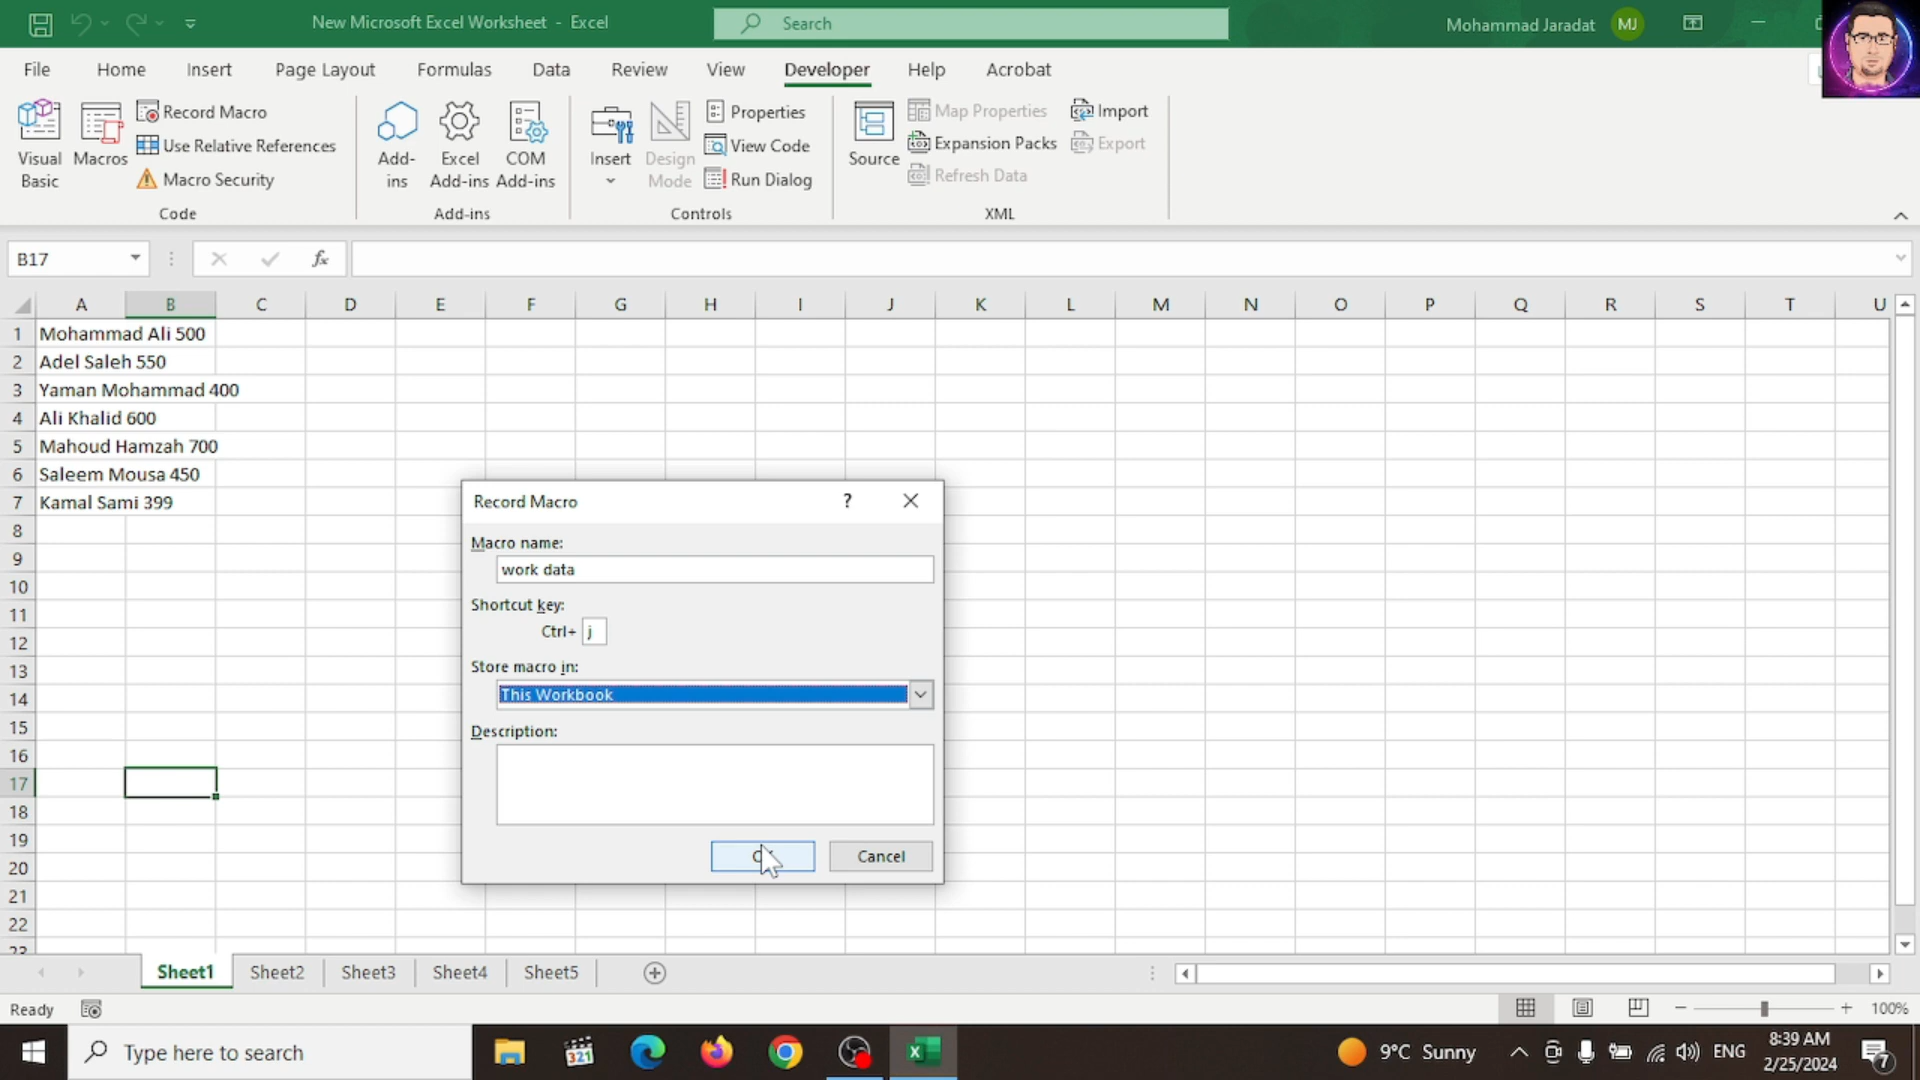 New Microsoft Excel Worksheet - Excel
Search
Mohammad Jaradat MJ
File Home Insert Page Layout Formulas Data Review View Developer Help Acrobat
Visual Basic
Macros
Record Macro
Use Relative References
Macro Security
Code
Add-ins
Excel Add-ins
COM Add-ins
Add-ins
Insert
Design Mode
Properties
View Code
Run Dialog
Controls
Source
Map Properties
Expansion Packs
Refresh Data
Import
Export
XML
B17
fx
A B C D E F G H I J K L M N O P Q R S T U
1 Mohammad Ali 500
2 Adel Saleh 550
3 Yaman Mohammad 400
4 Ali Khalid 600
5 Mahoud Hamzah 700
6 Saleem Mousa 450
7 Kamal Sami 399
8
9
10
11
12
13
14
15
16
17
18
19
20
21
22
23
Record Macro ?
Macro name:
work data
Shortcut key:
Ctrl+ j
Store macro in:
This Workbook
Description:
Cancel
Sheet1 Sheet2 Sheet3 Sheet4 Sheet5
Ready
100%
Type here to search
321
9°C Sunny
ENG
8:39 AM
2/25/2024
7